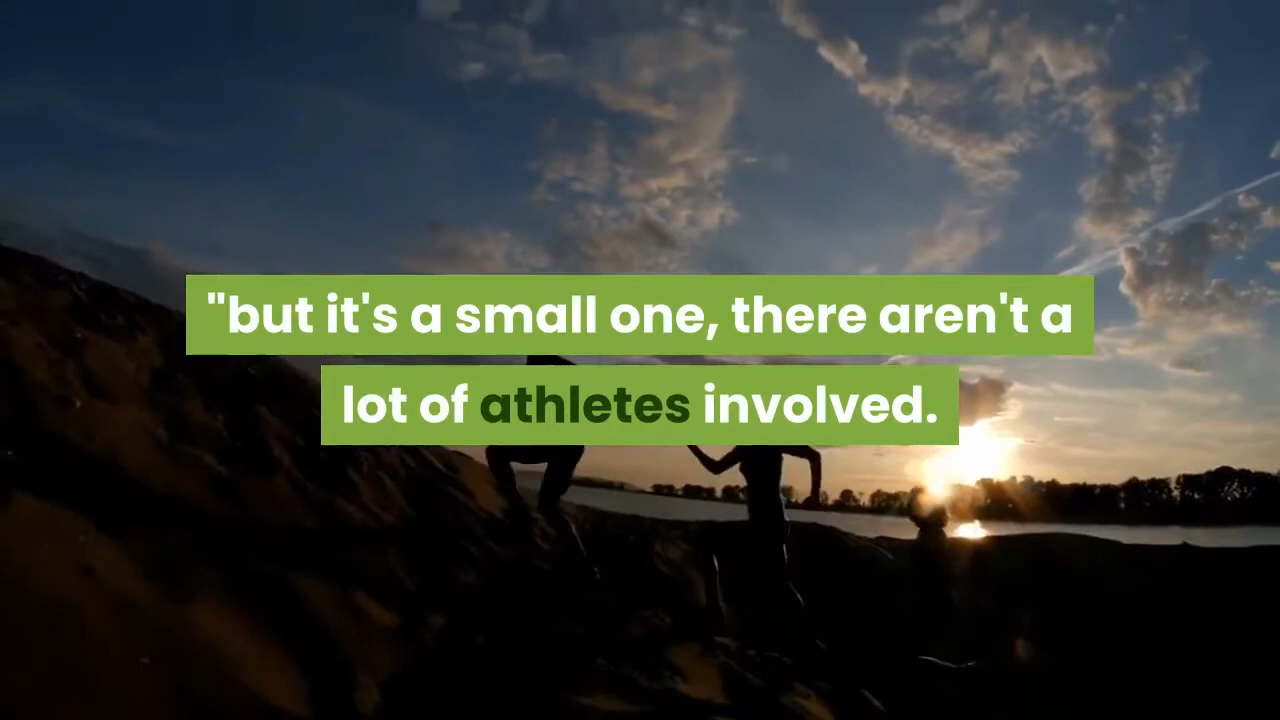 "but it's a small one, there aren't a
lot of athletes involved.